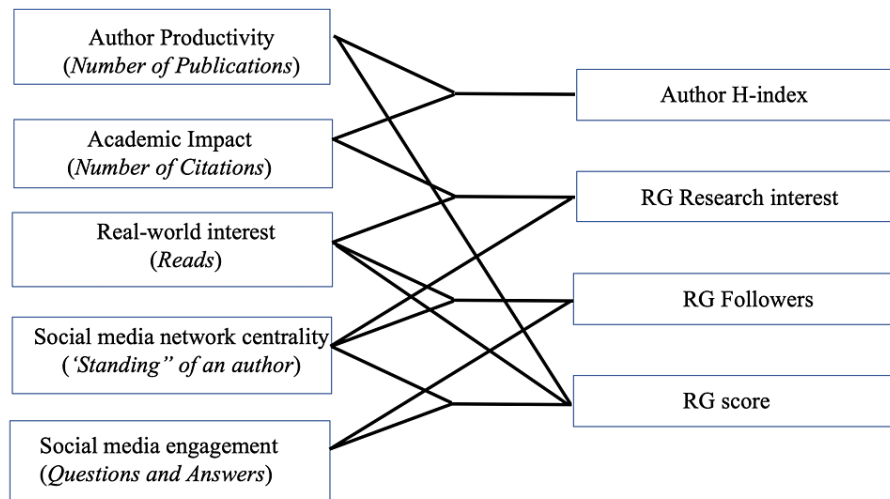 Author Productivity
(Number of Publications)
Academic Impact
(Number of Citations)
Real-world interest
(Reads)
Social media network centrality
(‘Standing” of an author)
Social media engagement
(Questions and Answers)
Author H-index
RG Research interest
RG Followers
RG score